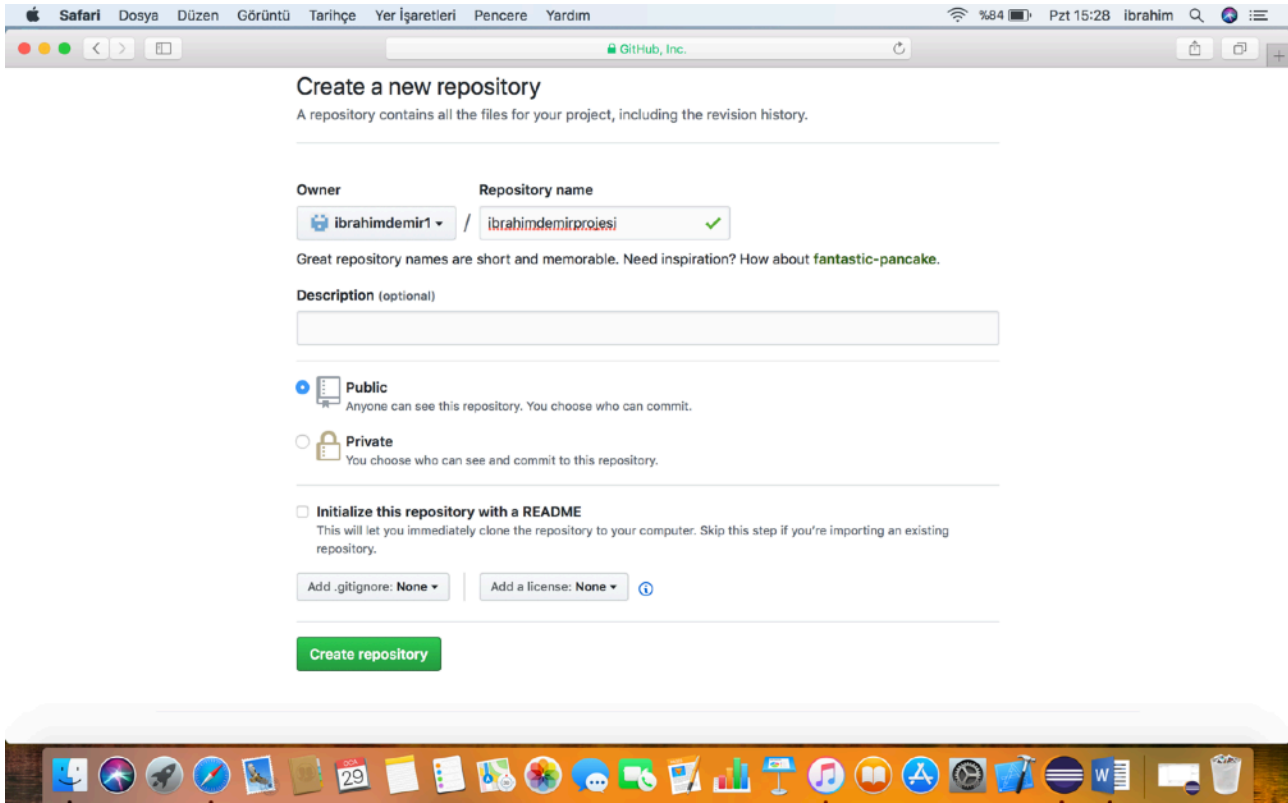 Safari Dosya Düzen Görüntü Tarihçe Yer İşaretleri Pencere Yardım %84 Pzt 15:28 ibrahim
GitHub, Inc.
Create a new repository
A repository contains all the files for your project, including the revision history.
Owner Repository name
ibrahimdemir1 / ibrahimdemirprojesi
Great repository names are short and memorable. Need inspiration? How about fantastic-pancake.
Description (optional)
Public
Anyone can see this repository. You choose who can commit.
Private
You choose who can see and commit to this repository.
Initialize this repository with a README
This will let you immediately clone the repository to your computer. Skip this step if you're importing an existing
repository.
Add .gitignore: None Add a license: None
Create repository
OCA
29
W